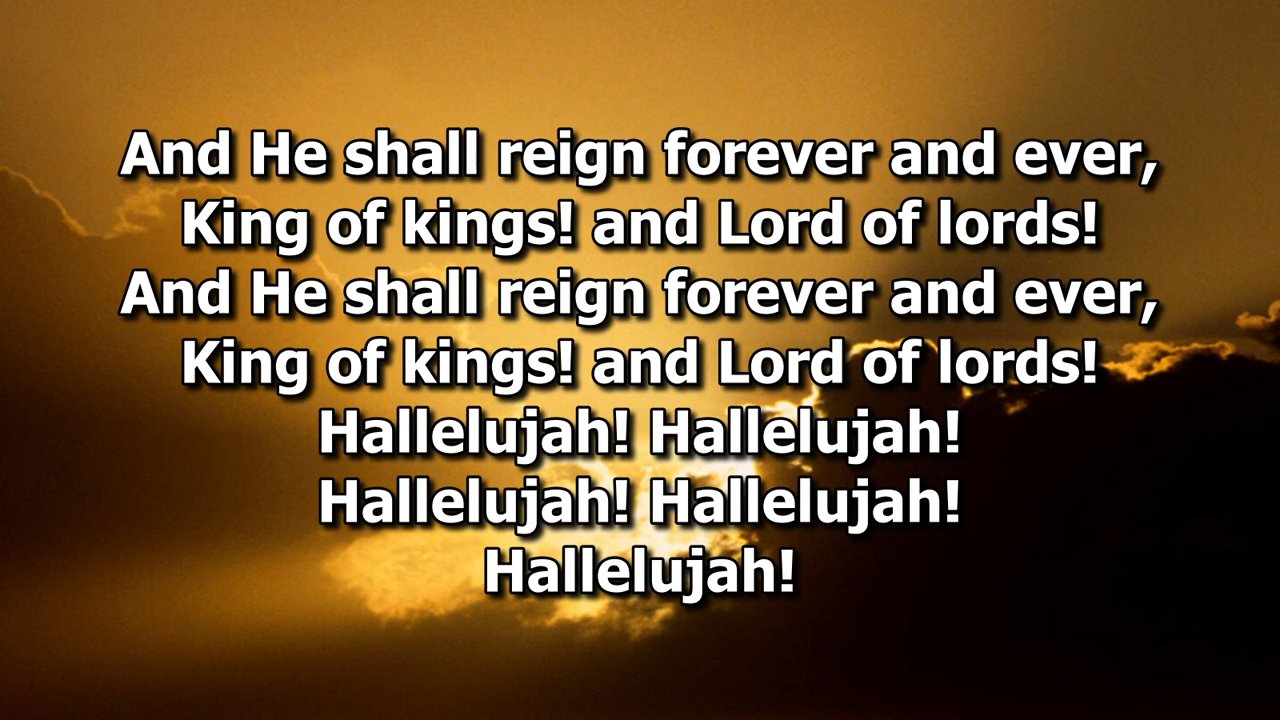 And He shall reign forever and ever,
King of kings! and Lord of lords!
And He shall reign forever and ever,
King of kings! and Lord of lords!
Hallelujah! Hallelujah!
Hallelujah! Hallelujah!
Hallelujah!